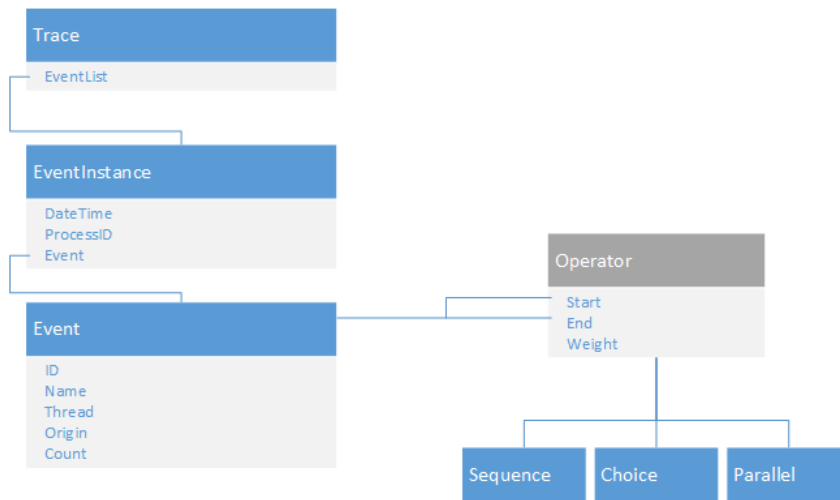 Trace
EventList
EventInstance
DateTime
ProcessID
Event
Event
ID
Name
Thread
Origin
Count
Operator
Start
End
Weight
Sequence
Choice
Parallel